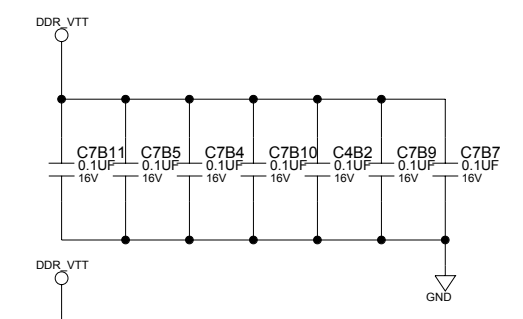 DDR_VTT
C7B11 C7B5 C7B4 C7B10 C4B2 C7B9 C7B7
0.1UF 0.1UF 0.1UF 0.1UF 0.1UF 0.1UF 0.1UF
16V 16V 16V 16V 16V 16V 16V
DDR_VTT
GND